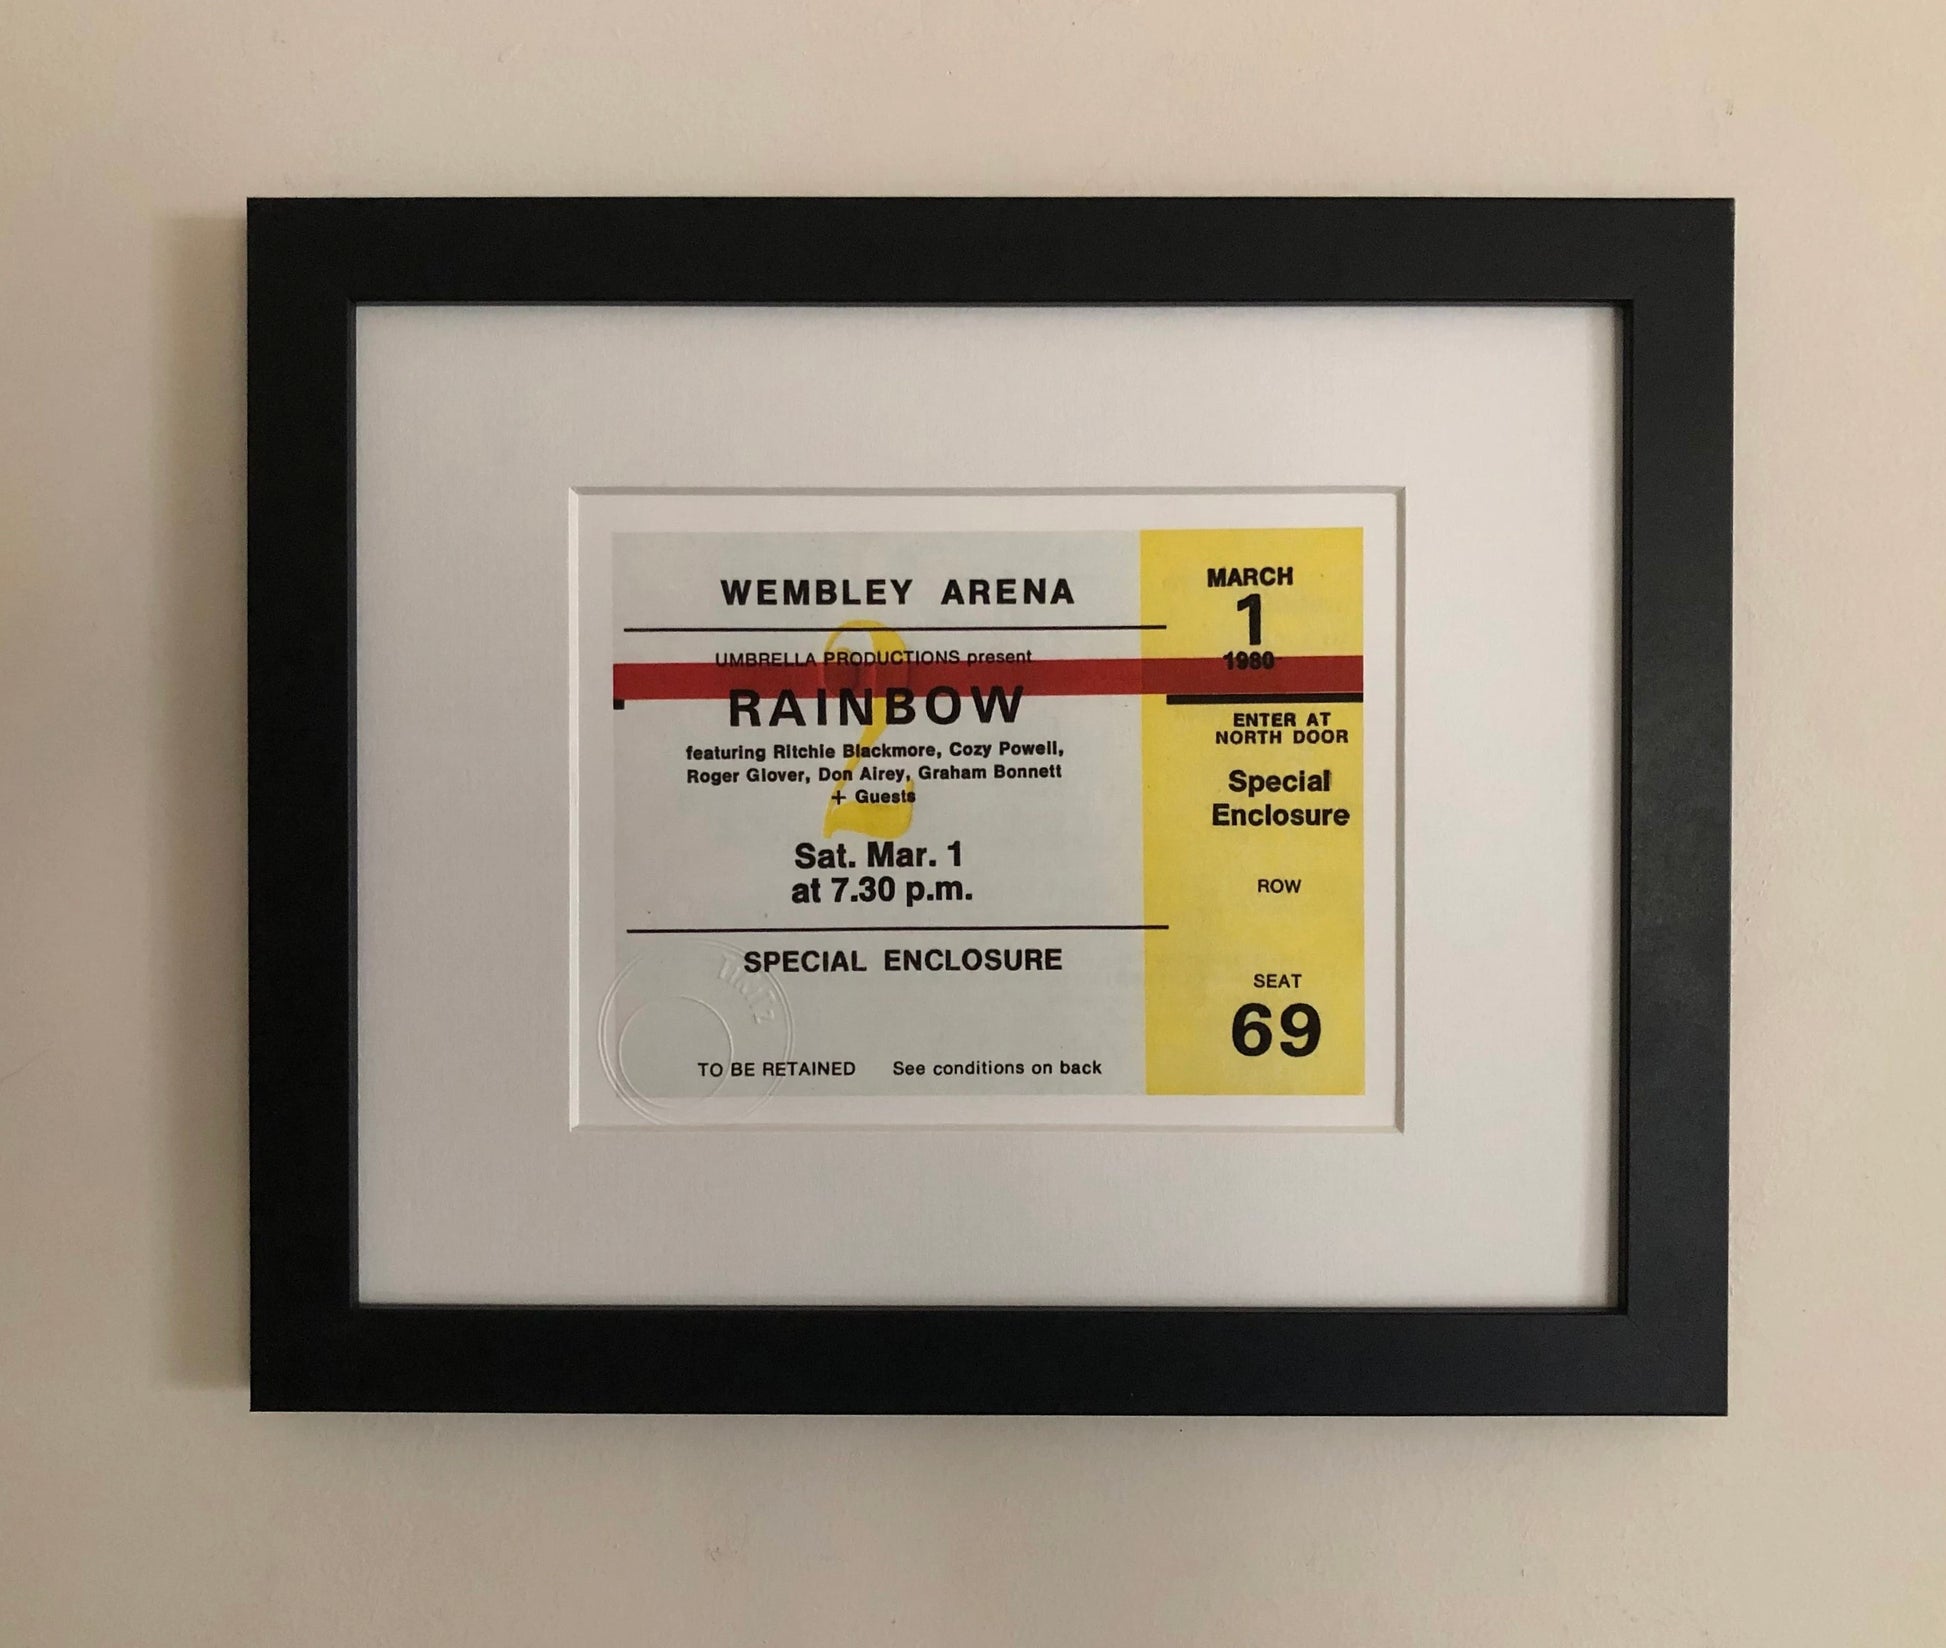 WEMBLEY ARENA
UMBRELLA PRODUCTIONS present
RAINBOW
2
featuring Ritchie Blackmore, Cozy Powell,
Roger Glover, Don Airey, Graham Bonnett
+ Guests
Sat. Mar. 1
at 7.30 p.m.
SPECIAL ENCLOSURE
TO BE RETAINED See conditions on back
MARCH
1
1980
ENTER AT
NORTH DOOR
Special
Enclosure
ROW
SEAT
69